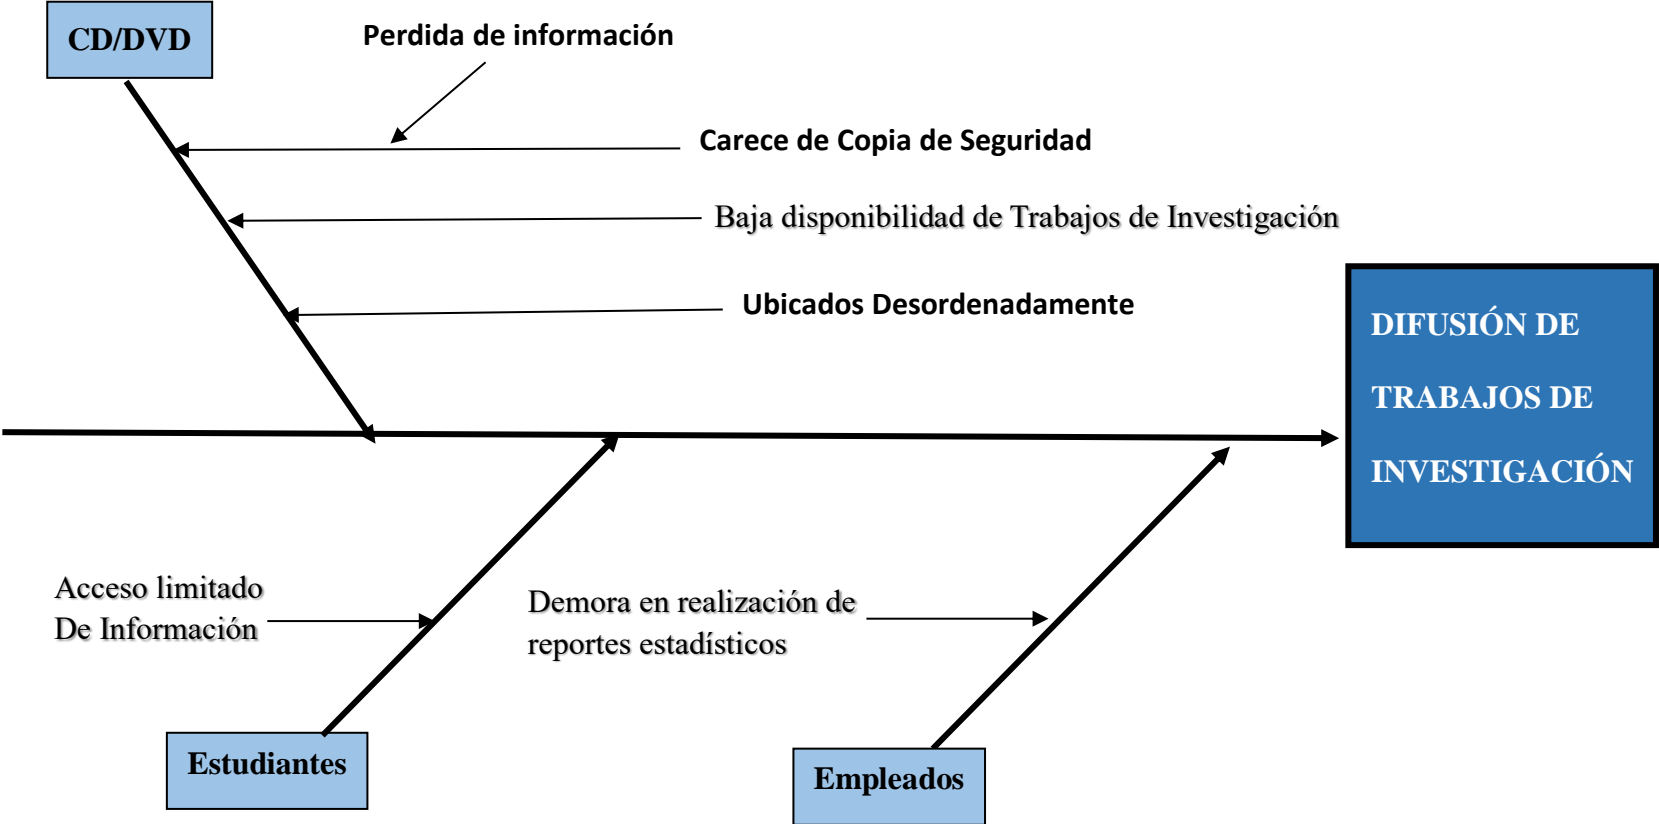 CD/DVD
Perdida de información
Carece de Copia de Seguridad
Baja disponibilidad de Trabajos de Investigación
Ubicados Desordenadamente
DIFUSIÓN DE
TRABAJOS DE
INVESTIGACIÓN
Acceso limitado
De Información
Demora en realización de
reportes estadísticos
Estudiantes
Empleados